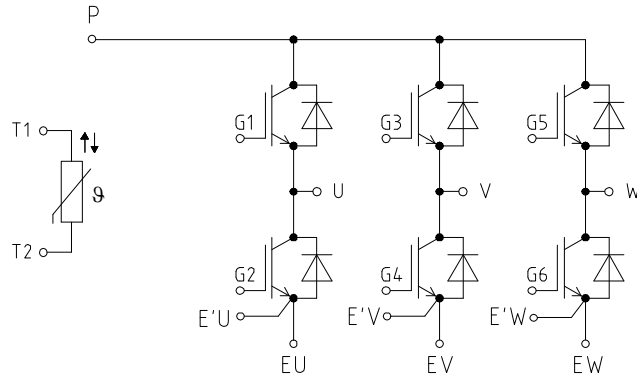 P
G1 G3 G5
T1
U V W
ϑ
T2
G2 G4 G6
E'U E'V E'W
EU EV EW